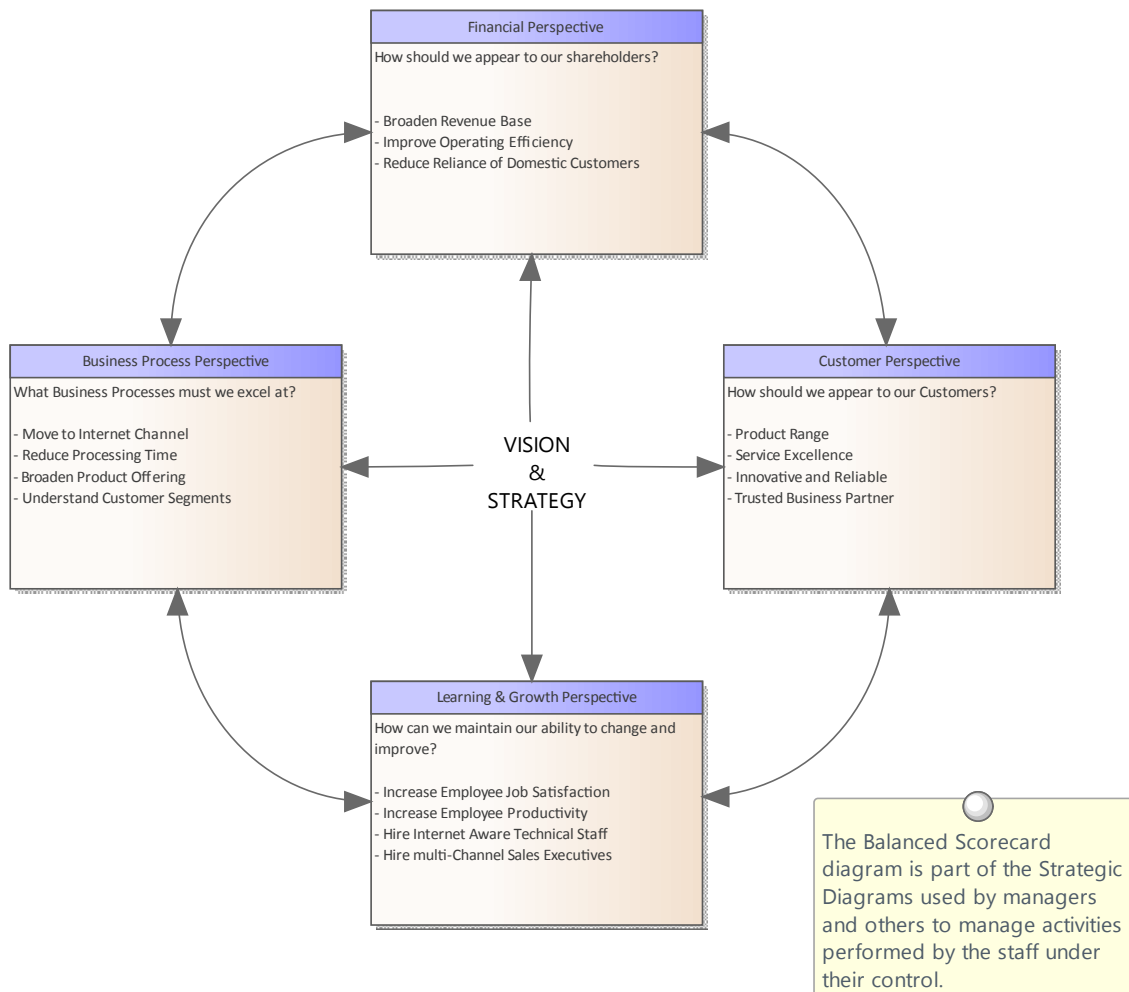 Financial Perspective
How should we appear to our shareholders?
- Broaden Revenue Base
- Improve Operating Efficiency
- Reduce Reliance of Domestic Customers
Business Process Perspective
What Business Processes must we excel at?
- Move to Internet Channel
- Reduce Processing Time
- Broaden Product Offering
- Understand Customer Segments
VISION
&
STRATEGY
Customer Perspective
How should we appear to our Customers?
- Product Range
- Service Excellence
- Innovative and Reliable
- Trusted Business Partner
Learning & Growth Perspective
How can we maintain our ability to change and
improve?
- Increase Employee Job Satisfaction
- Increase Employee Productivity
- Hire Internet Aware Technical Staff
- Hire multi-Channel Sales Executives
The Balanced Scorecard
diagram is part of the Strategic
Diagrams used by managers
and others to manage activities
performed by the staff under
their control.